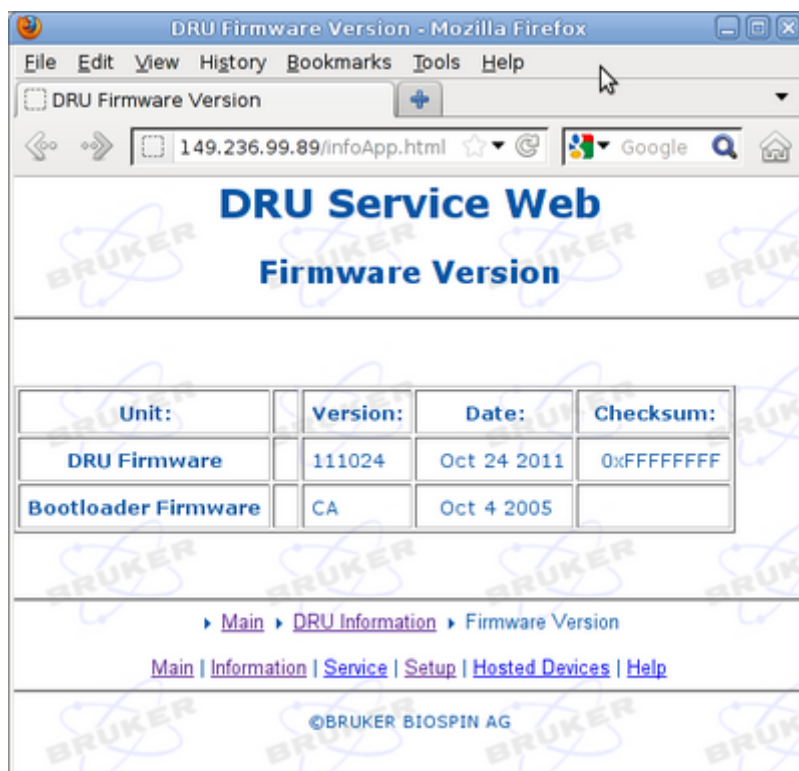 DRU Firmware Version - Mozilla Firefox
File Edit View History Bookmarks Tools Help
DRU Firmware Version
149.236.99.89/infoApp.html Google
DRU Service Web
Firmware Version
Unit: Version: Date: Checksum:
DRU Firmware 111024 Oct 24 2011 0xFFFFFFFF
Bootloader Firmware CA Oct 4 2005
Main DRU Information Firmware Version
Main | Information | Service | Setup | Hosted Devices | Help
©BRUKER BIOSPIN AG
BRUKER